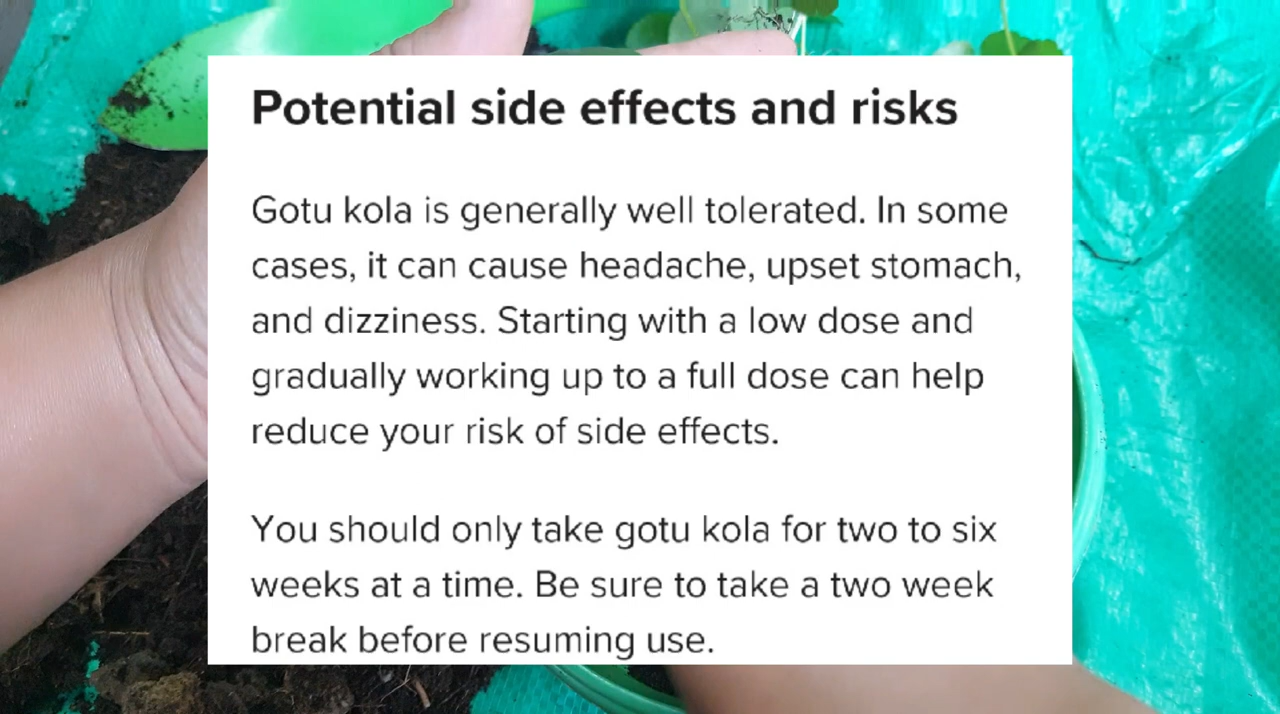 Potential side effects and risks
Gotu kola is generally well tolerated. In some
cases, it can cause headache, upset stomach,
and dizziness. Starting with a low dose and
gradually working up to a full dose can help
reduce your risk of side effects.
You should only take gotu kola for two to six
weeks at a time. Be sure to take a two week
break before resuming use.